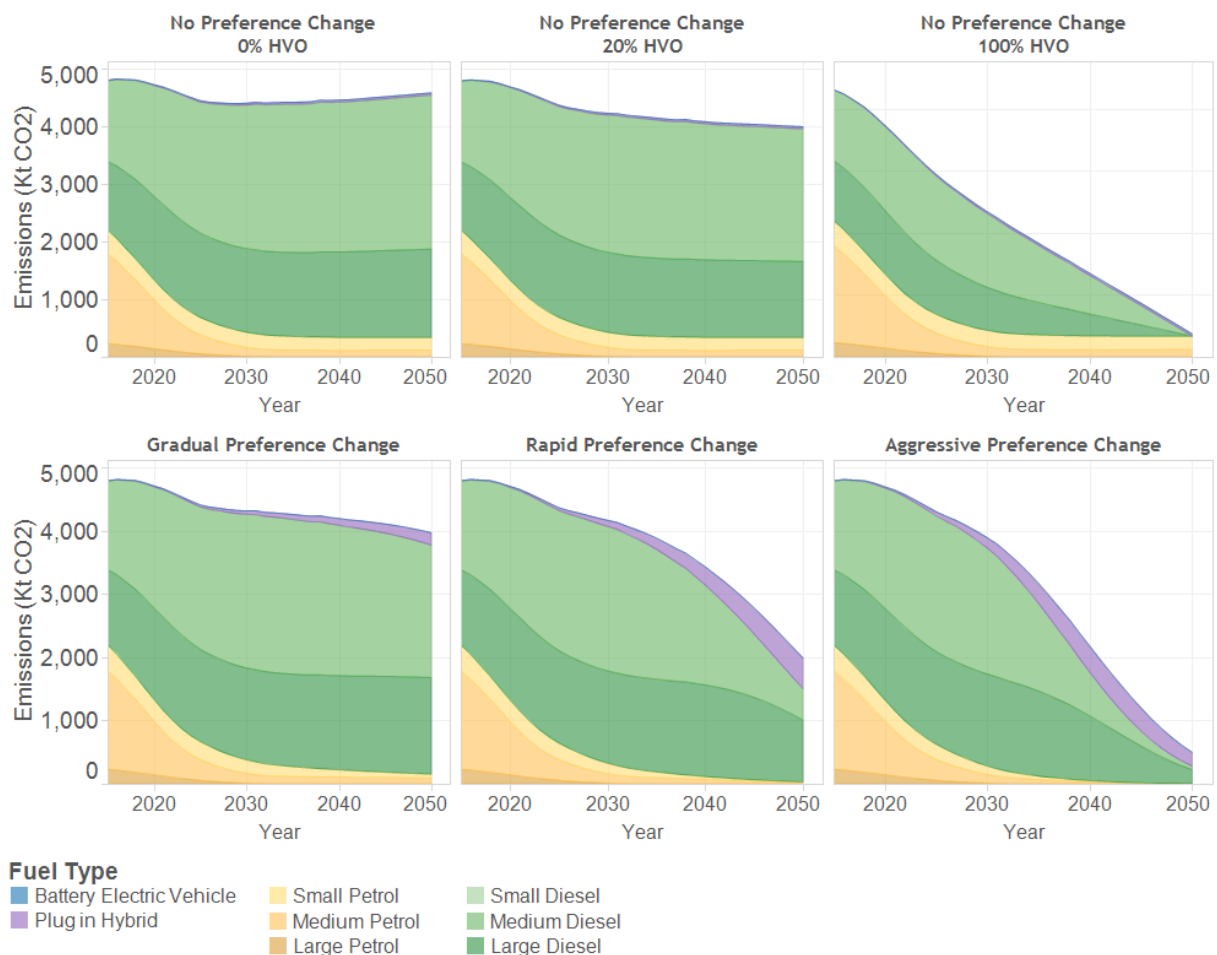 No Preference Change
0% HVO
No Preference Change
20% HVO
No Preference Change
100% HVO
Emissions (Kt CO2)
5,000
4,000
3,000
2,000
1,000
0
2020 2030 2040 2050
2020 2030 2040 2050
2020 2030 2040 2050
Year
Year
Year
Gradual Preference Change
Rapid Preference Change
Aggressive Preference Change
Emissions (Kt CO2)
5,000
4,000
3,000
2,000
1,000
0
2020 2030 2040 2050
2020 2030 2040 2050
2020 2030 2040 2050
Year
Year
Year
Fuel Type
Battery Electric Vehicle
Plug in Hybrid
Small Petrol
Medium Petrol
Large Petrol
Small Diesel
Medium Diesel
Large Diesel